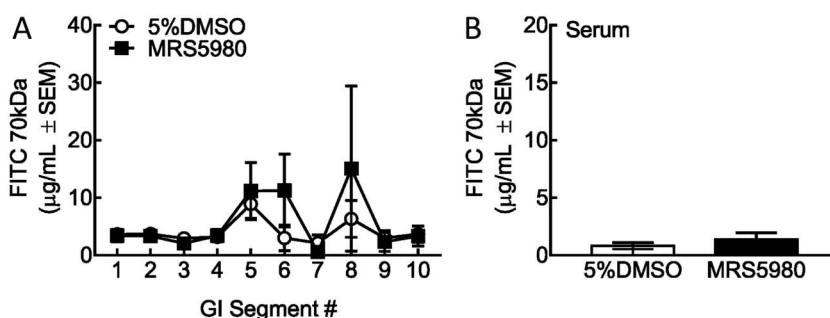 A
5%DMSO
MRS5980
FITC 70kDa
(μg/mL ± SEM)
40
30
20
10
0
1 2 3 4 5 6 7 8 9 10
GI Segment #
B
Serum
FITC 70kDa
(μg/mL ± SEM)
20
15
10
5
0
5%DMSO MRS5980